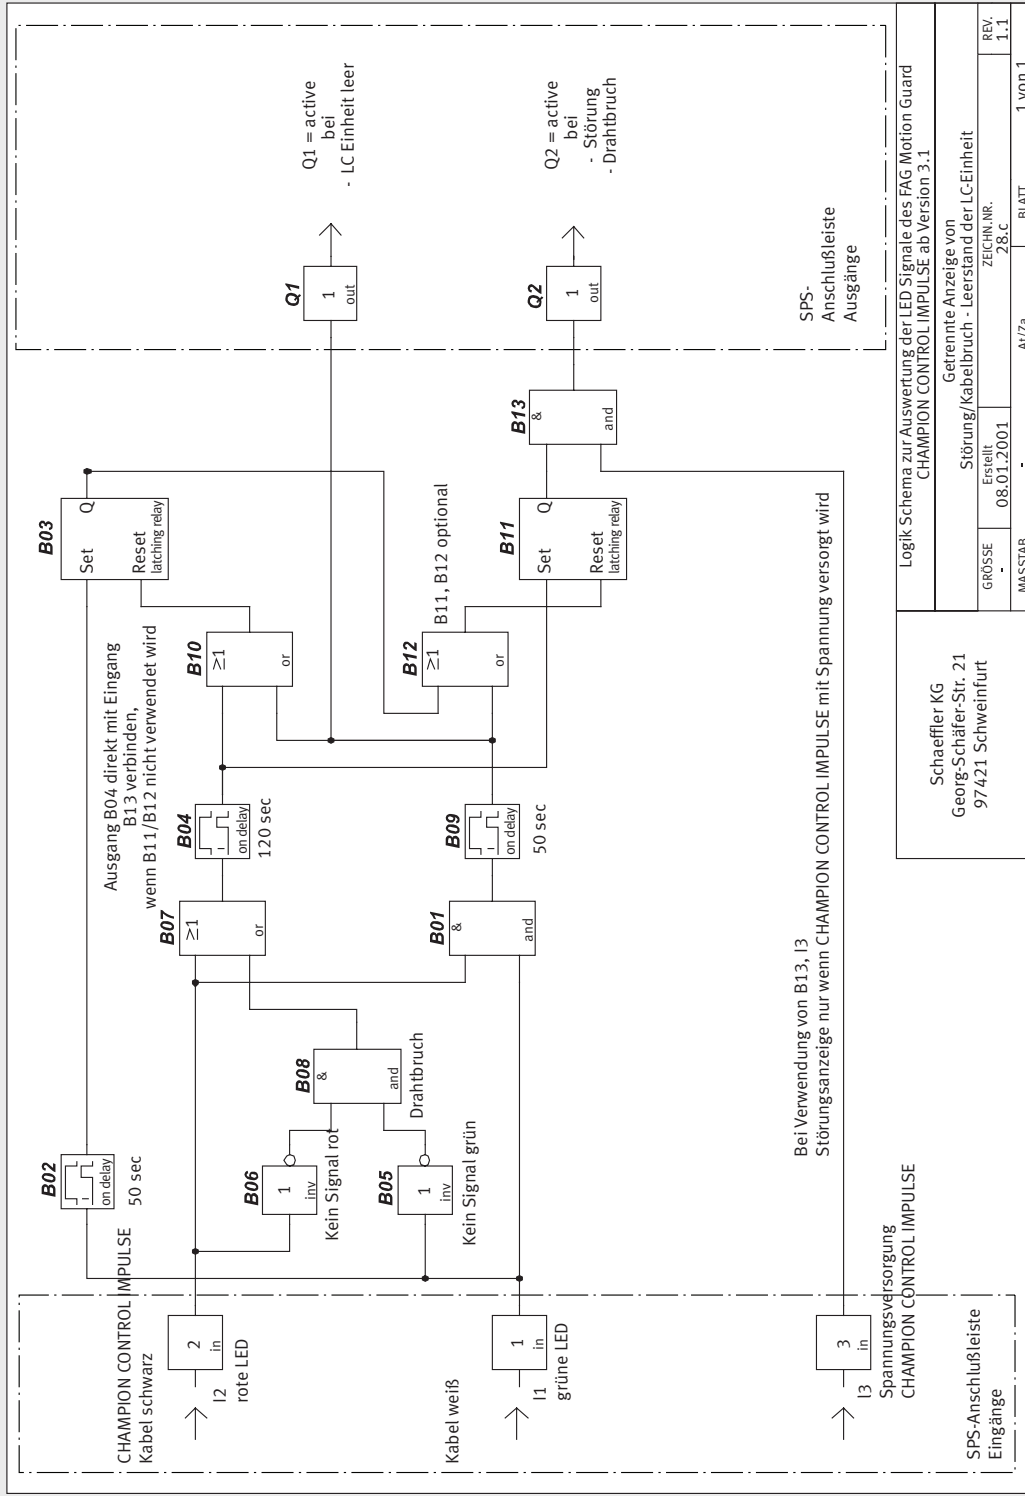 CHAMPION CONTROL IMPULSE
Kabel schwarz
2
in
I2
rote LED
Kabel weiß
1
in
I1
grüne LED
3
in
I3
Spannungsversorgung
CHAMPION CONTROL IMPULSE
SPS-Anschlußleiste
Eingänge
B02
on delay
50 sec
B06
1
inv
Kein Signal rot
B05
1
inv
Kein Signal grün
B08
&
and
Drahtbruch
B07
≥1
or
B01
&
and
B04
on delay
120 sec
B09
on delay
50 sec
Ausgang B04 direkt mit Eingang
B13 verbinden,
wenn B11/B12 nicht verwendet wird
B10
≥1
or
B12
≥1
or
B11, B12 optional
B03
Set
Q
Reset
latching relay
B11
Set
Q
Reset
latching relay
B13
&
and
Bei Verwendung von B13, I3
Störungsanzeige nur wenn CHAMPION CONTROL IMPULSE mit Spannung versorgt wird
Q1
1
out
Q2
1
out
Q1 = active
bei
- LC Einheit leer
Q2 = active
bei
- Störung
- Drahtbruch
SPS-
Anschlußleiste
Ausgänge
Schaeffler KG
Georg-Schäfer-Str. 21
97421 Schweinfurt
Logik Schema zur Auswertung der LED Signale des FAG Motion Guard
CHAMPION CONTROL IMPULSE ab Version 3.1
Getrennte Anzeige von
Störung/Kabelbruch - Leerstand der LC-Einheit
GRÖSSE
-
Erstellt
08.01.2001
ZEICHN.NR.
28.c
REV.
1.1
MASSTAB
-
At/Za
BLATT
1 von 1